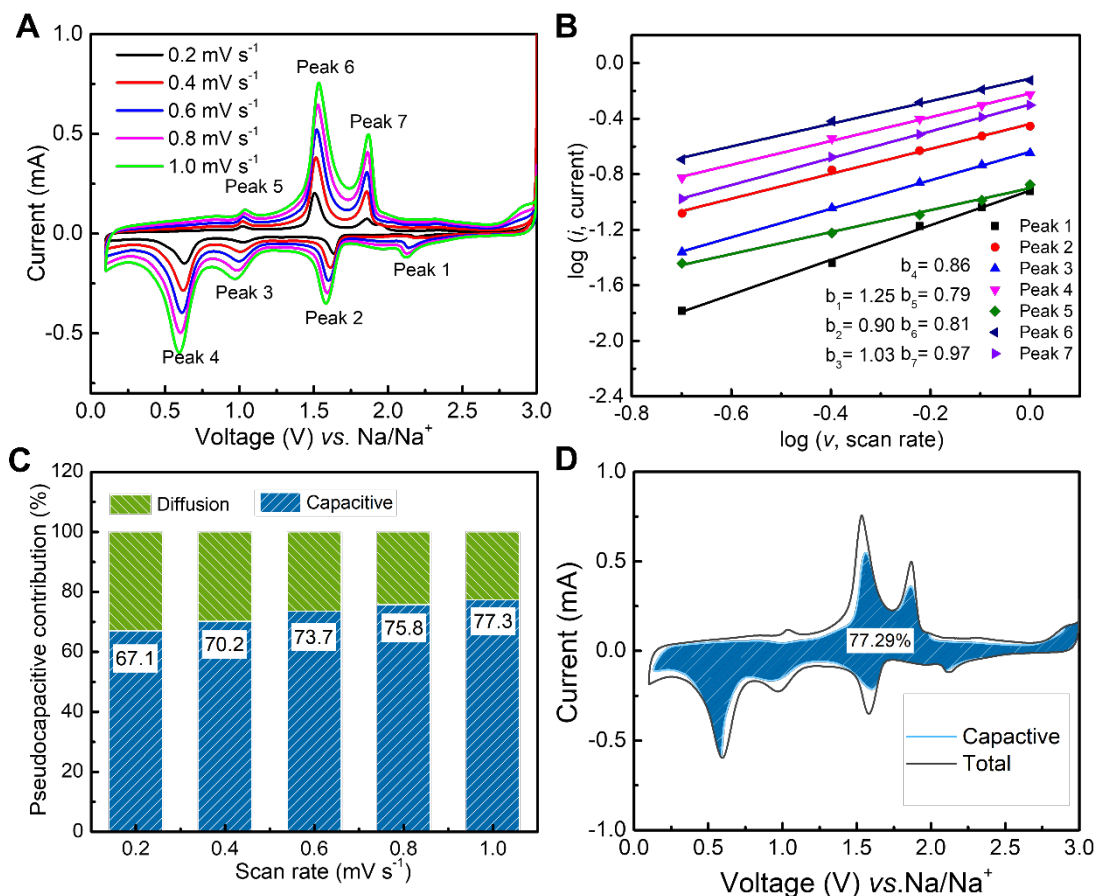 A
1.0
0.5
0.0
-0.5
Current (mA)
0.2 mV s⁻¹
0.4 mV s⁻¹
0.6 mV s⁻¹
0.8 mV s⁻¹
1.0 mV s⁻¹
Peak 6
Peak 7
Peak 5
Peak 1
Peak 3
Peak 2
Peak 4
0.0 0.5 1.0 1.5 2.0 2.5 3.0
Voltage (V) vs. Na/Na⁺
B
0.0
-0.4
-0.8
-1.2
-1.6
-2.0
-2.4
log (i, current)
Peak 1
Peak 2
Peak 3
Peak 4
Peak 5
Peak 6
Peak 7
b₄= 0.86
b₁= 1.25 b₅= 0.79
b₂= 0.90 b₆= 0.81
b₃= 1.03 b₇= 0.97
-0.8 -0.6 -0.4 -0.2 0.0
log (v, scan rate)
C
120
100
80
60
40
20
0
Pseudocapacitive contribution (%)
Diffusion
Capacitive
67.1
70.2
73.7
75.8
77.3
0.2 0.4 0.6 0.8 1.0
Scan rate (mV s⁻¹)
D
1.0
0.5
0.0
-0.5
-1.0
Current (mA)
77.29%
Capactive
Total
0.0 0.5 1.0 1.5 2.0 2.5 3.0
Voltage (V) vs.Na/Na⁺